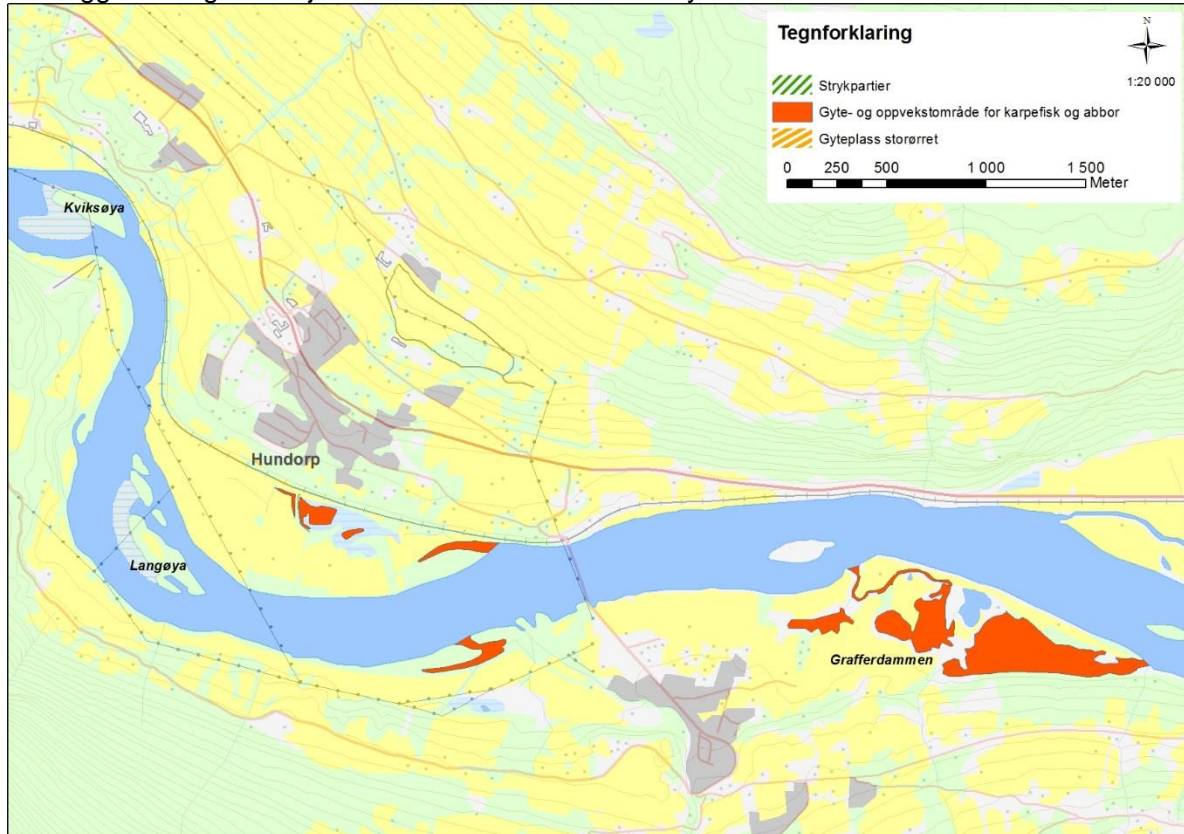 Tegnforklaring
N
1:20 000
Strykpartier
Gyte- og oppvekstområde for karpefisk og abbor
Gyteplass storørret
0 250 500 1 000 1 500
Meter
Kviksøya
Hundorp
Langøya
Grafferdammen